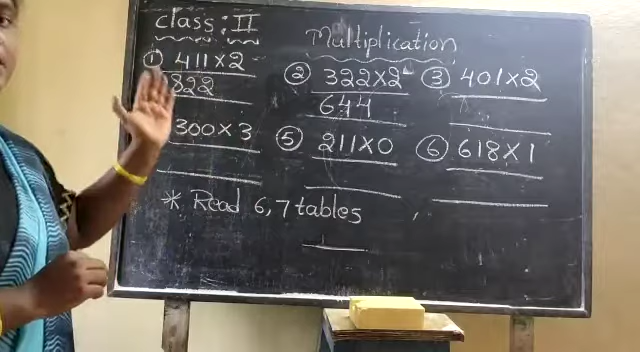 class: II
Multiplication
① 411×2
822
② 322×2
644
③ 401×2
300×3
⑤ 211×0
⑥ 618×1
* Read 6,7 tables